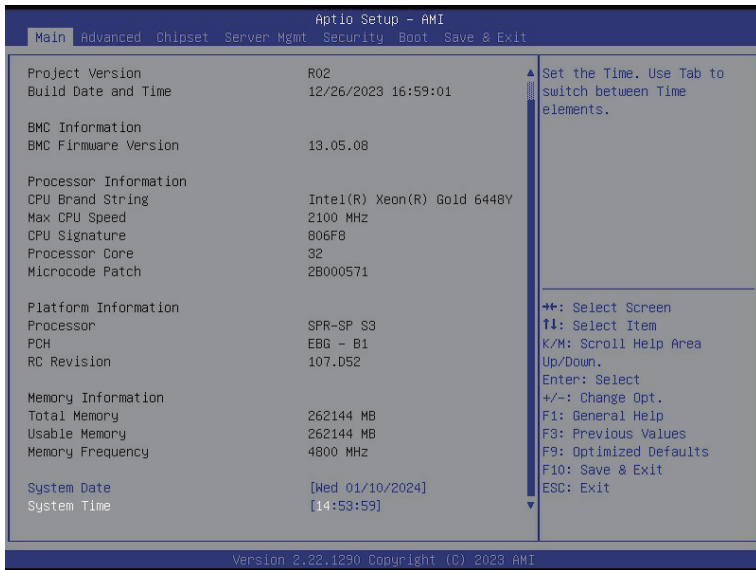 Aptio Setup – AMI
Main Advanced Chipset Server Mgmt Security Boot Save & Exit
Project Version R02
Build Date and Time 12/26/2023 16:59:01
BMC Information
BMC Firmware Version 13.05.08
Processor Information
CPU Brand String Intel(R) Xeon(R) Gold 6448Y
Max CPU Speed 2100 MHz
CPU Signature 806F8
Processor Core 32
Microcode Patch 2B000571
Platform Information
Processor SPR-SP S3
PCH EBG - B1
RC Revision 107.D52
Memory Information
Total Memory 262144 MB
Usable Memory 262144 MB
Memory Frequency 4800 MHz
System Date [Wed 01/10/2024]
System Time [14:53:59]
Set the Time. Use Tab to
switch between Time
elements.
→←: Select Screen
↑↓: Select Item
K/M: Scroll Help Area
Up/Down.
Enter: Select
+/-: Change Opt.
F1: General Help
F3: Previous Values
F9: Optimized Defaults
F10: Save & Exit
ESC: Exit
Version 2.22.1290 Copyright (C) 2023 AMI